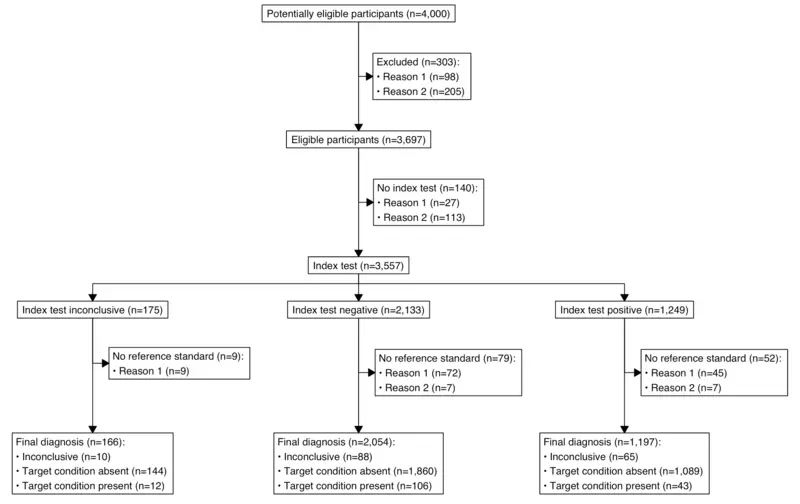 Potentially eligible participants (n=4,000)
Excluded (n=303):
• Reason 1 (n=98)
• Reason 2 (n=205)
Eligible participants (n=3,697)
No index test (n=140):
• Reason 1 (n=27)
• Reason 2 (n=113)
Index test (n=3,557)
Index test inconclusive (n=175)
Index test negative (n=2,133)
Index test positive (n=1,249)
No reference standard (n=9):
• Reason 1 (n=9)
No reference standard (n=79):
• Reason 1 (n=72)
• Reason 2 (n=7)
No reference standard (n=52):
• Reason 1 (n=45)
• Reason 2 (n=7)
Final diagnosis (n=166):
• Inconclusive (n=10)
• Target condition absent (n=144)
• Target condition present (n=12)
Final diagnosis (n=2,054):
• Inconclusive (n=88)
• Target condition absent (n=1,860)
• Target condition present (n=106)
Final diagnosis (n=1,197):
• Inconclusive (n=65)
• Target condition absent (n=1,089)
• Target condition present (n=43)